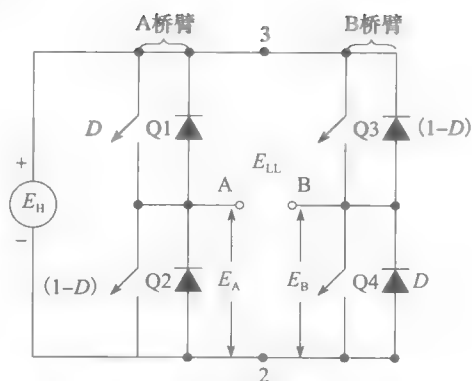 A桥臂 3 B桥臂
D Q1 Q3 (1-D)
E_LL
A B
+
E_H
-
(1-D) Q2 E_A E_B Q4 D
2